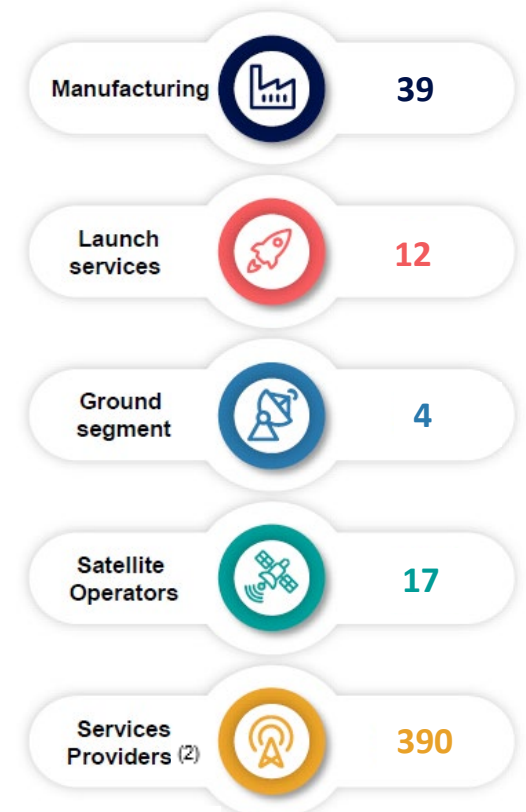 Manufacturing 39
Launch
services
12
Ground
segment
4
Satellite
Operators
17
Services
Providers (2)
390